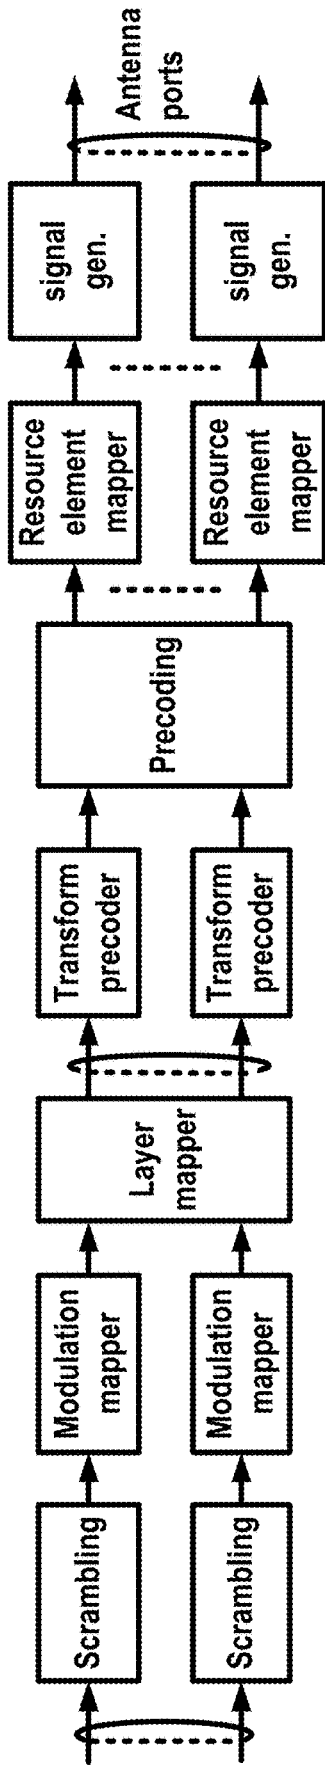 Scrambling
Scrambling
Modulation
mapper
Modulation
mapper
Layer
mapper
Transform
precoder
Transform
precoder
Precoding
Resource
element
mapper
Resource
element
mapper
signal
gen.
signal
gen.
Antenna
ports